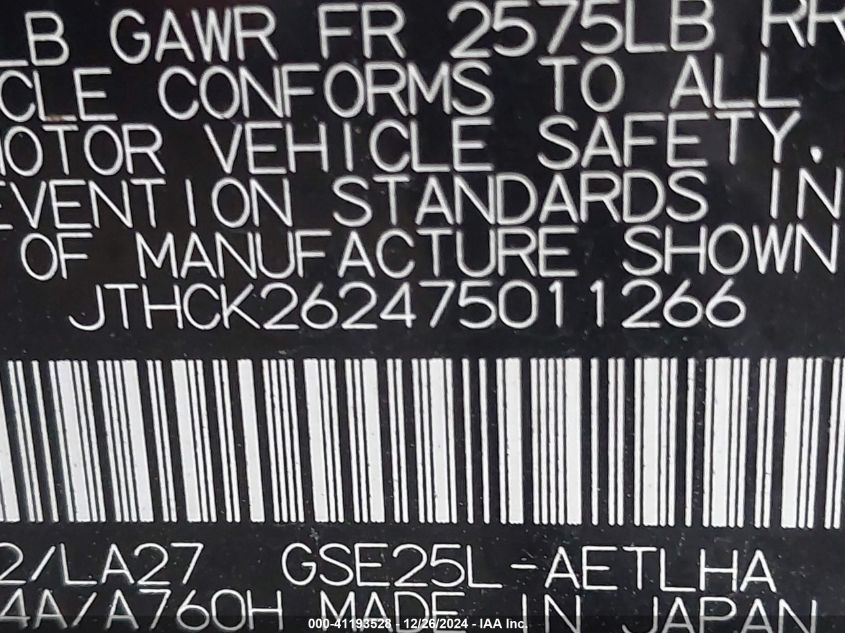 LB GAWR FR 2575LB RR
CLE CONFORMS TO ALL
MOTOR VEHICLE SAFETY,
EVENTION STANDARDS IN
OF MANUFACTURE SHOWN
JTHCK262475011266
2/LA27 GSE25L-AETLHA
4A/A760H MADE IN JAPAN
000-41193528 - 12/26/2024 - IAA Inc.